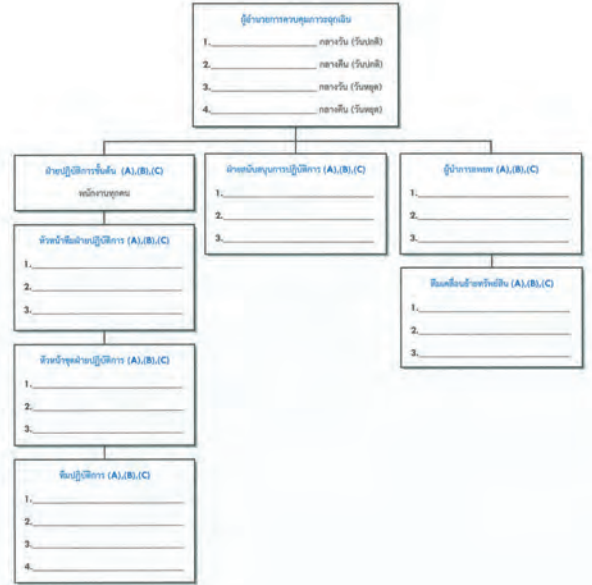 ผู้อำนวยการควบคุมภาวะฉุกเฉิน
1. กลางวัน (วันปกติ)
2. กลางคืน (วันปกติ)
3. กลางวัน (วันหยุด)
4. กลางคืน (วันหยุด)
ฝ่ายปฏิบัติการขั้นต้น (A),(B),(C)
พนักงานทุกคน
ฝ่ายสนับสนุนการปฏิบัติการ (A),(B),(C)
1.
2.
3.
ผู้นำการอพยพ (A),(B),(C)
1.
2.
3.
หัวหน้าทีมฝ่ายปฏิบัติการ (A),(B),(C)
1.
2.
3.
ทีมเคลื่อนย้ายทรัพย์สิน (A),(B),(C)
1.
2.
3.
หัวหน้าชุดฝ่ายปฏิบัติการ (A),(B),(C)
1.
2.
3.
ทีมปฏิบัติการ (A),(B),(C)
1.
2.
3.
4.